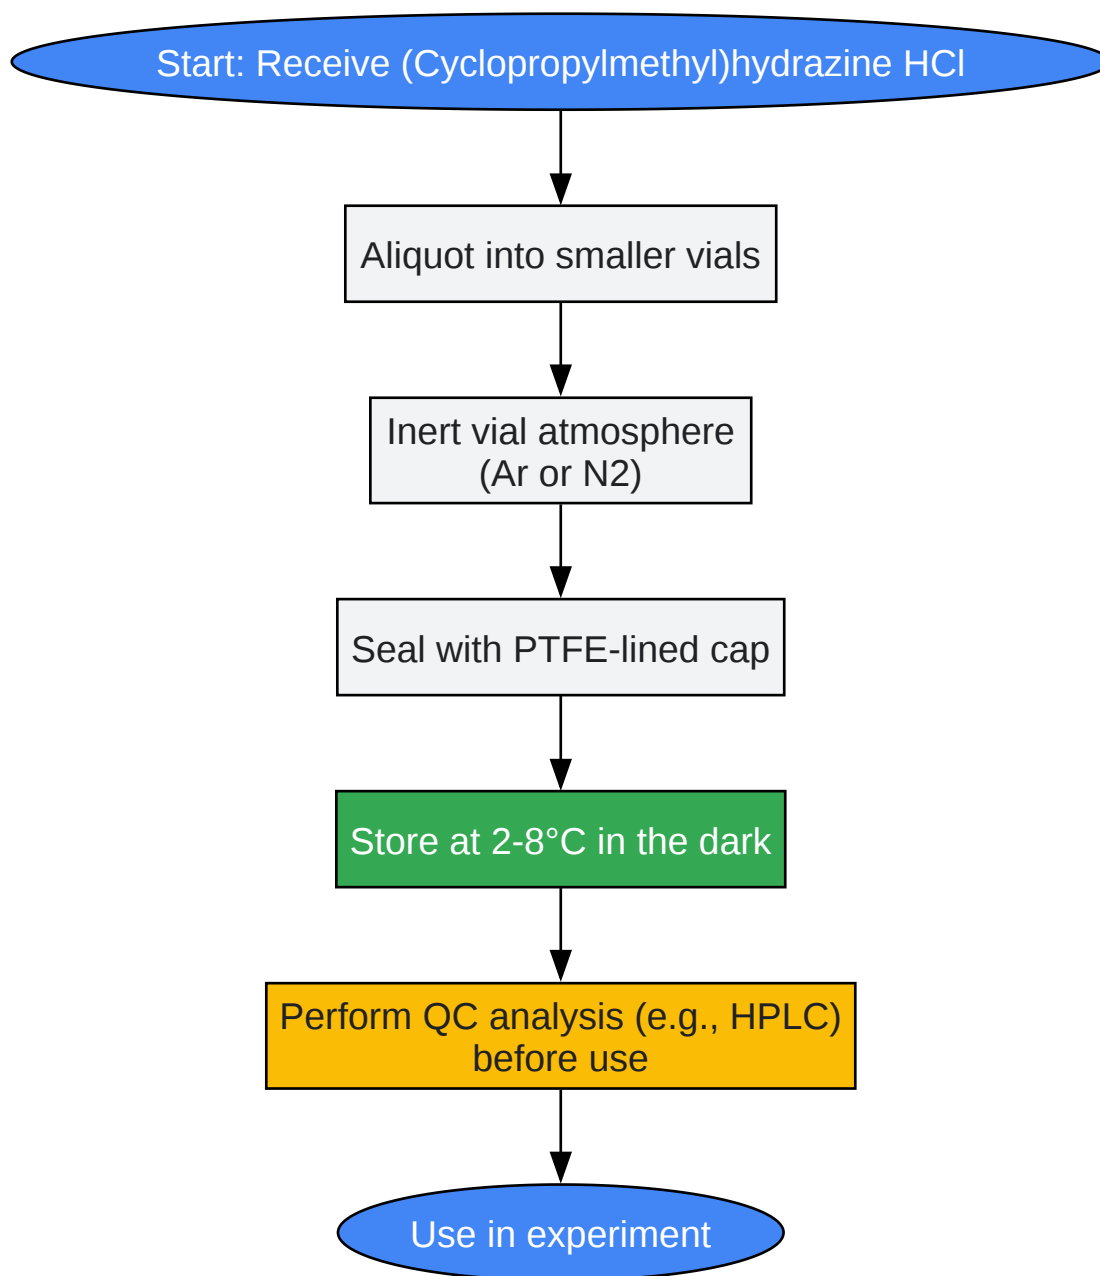 Start: Receive (Cyclopropylmethyl)hydrazine HCl
Aliquot into smaller vials
Inert vial atmosphere
(Ar or N2)
Seal with PTFE-lined cap
Store at 2-8°C in the dark
Perform QC analysis (e.g., HPLC)
before use
Use in experiment